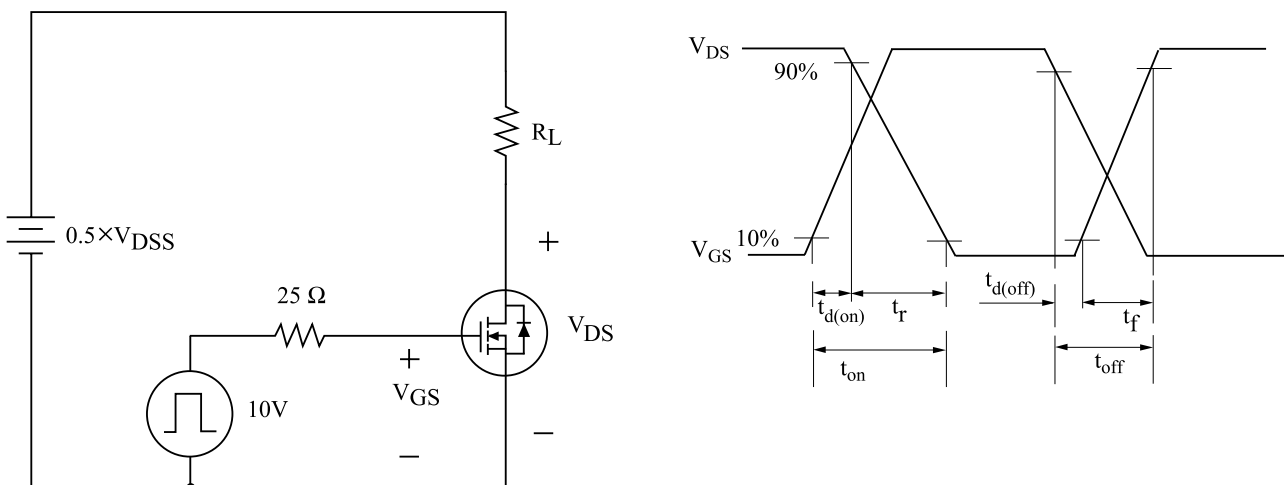 R_L
0.5×V_DSS
+
25 Ω
V_DS
+
V_GS
10V
−
−
V_DS
90%
V_GS
10%
t_d(on)
t_r
t_d(off)
t_f
t_on
t_off